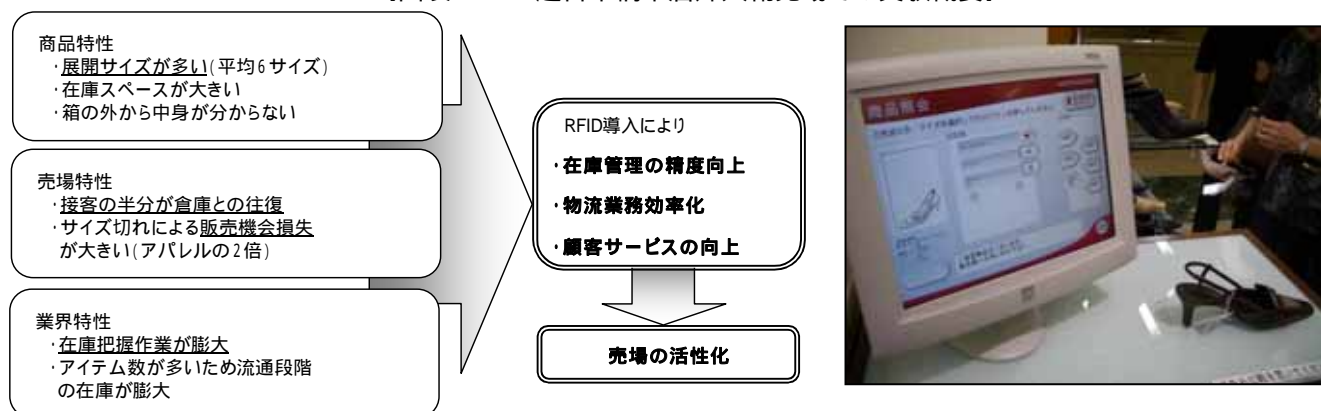 商品特性
・展開サイズが多い(平均6サイズ)
・在庫スペースが大きい
・箱の外から中身が分からない
売場特性
・接客の半分が倉庫との往復
・サイズ切れによる販売機会損失
が大きい(アパレルの2倍)
業界特性
・在庫把握作業が膨大
・アイテム数が多いため流通段階
の在庫が膨大
RFID導入により
・在庫管理の精度向上
・物流業務効率化
・顧客サービスの向上
売場の活性化
商品照会